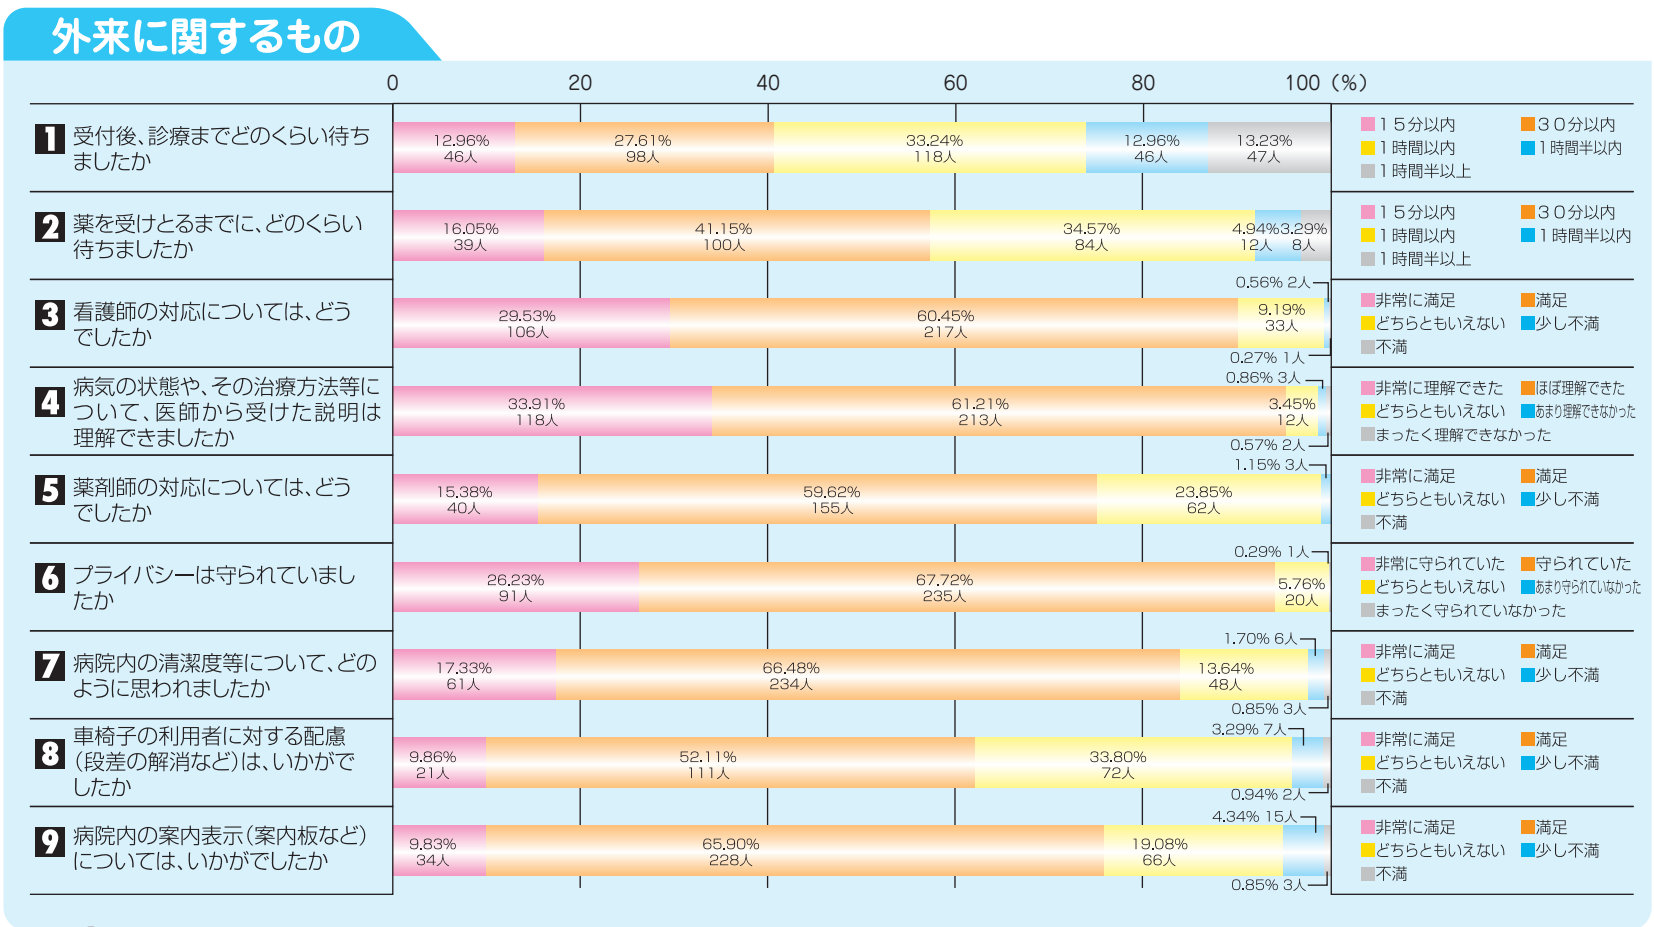 外来に関するもの
0 20 40 60 80 100 (%)
1 受付後、診療までどのくらい待ち
ましたか
12.96% 27.61% 33.24% 12.96% 13.23%
46人 98人 118人 46人 47人
15分以内 30分以内
1時間以内 1時間半以内
1時間半以上
2 薬を受けとるまでに、どのくらい
待ちましたか
16.05% 41.15% 34.57% 4.94% 3.29%
39人 100人 84人 12人 8人
15分以内 30分以内
1時間以内 1時間半以内
1時間半以上
3 看護師の対応については、どう
でしたか
0.56% 2人
29.53% 60.45% 9.19%
106人 217人 33人
0.27% 1人
非常に満足 満足
どちらともいえない 少し不満
不満
4 病気の状態や、その治療方法等に
ついて、医師から受けた説明は
理解できましたか
0.86% 3人
33.91% 61.21% 3.45%
118人 213人 12人
0.57% 2人
非常に理解できた ほぼ理解できた
どちらともいえない あまり理解できなかった
まったく理解できなかった
5 薬剤師の対応については、どう
でしたか
1.15% 3人
15.38% 59.62% 23.85%
40人 155人 62人
非常に満足 満足
どちらともいえない 少し不満
不満
6 プライバシーは守られていまし
たか
0.29% 1人
26.23% 67.72% 5.76%
91人 235人 20人
非常に守られていた 守られていた
どちらともいえない あまり守られていなかった
まったく守られていなかった
7 病院内の清潔度等について、どの
ように思われましたか
1.70% 6人
17.33% 66.48% 13.64%
61人 234人 48人
0.85% 3人
非常に満足 満足
どちらともいえない 少し不満
不満
8 車椅子の利用者に対する配慮
(段差の解消など)は、いかがで
したか
3.29% 7人
9.86% 52.11% 33.80%
21人 111人 72人
0.94% 2人
非常に満足 満足
どちらともいえない 少し不満
不満
9 病院内の案内表示(案内板など)
については、いかがでしたか
4.34% 15人
9.83% 65.90% 19.08%
34人 228人 66人
0.85% 3人
非常に満足 満足
どちらともいえない 少し不満
不満